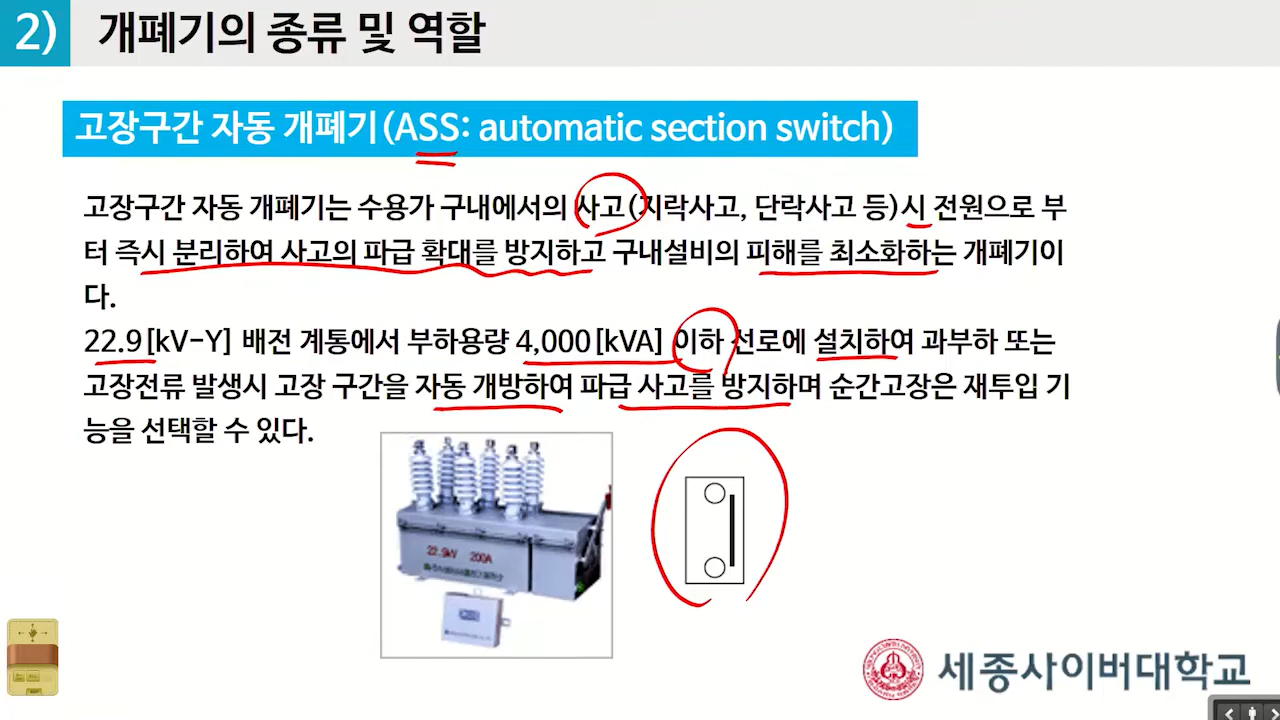 2) 개폐기의 종류 및 역할
고장구간 자동 개폐기(ASS: automatic section switch)
고장구간 자동 개폐기는 수용가 구내에서의 사고(지락사고, 단락사고 등)시 전원으로 부
터 즉시 분리하여 사고의 파급 확대를 방지하고 구내설비의 피해를 최소화하는 개폐기이
다.
22.9[kV-Y] 배전 계통에서 부하용량 4,000[kVA] 이하 선로에 설치하여 과부하 또는
고장전류 발생시 고장 구간을 자동 개방하여 파급 사고를 방지하며 순간고장은 재투입 기
능을 선택할 수 있다.
22.9kV 200A
세종사이버대학교